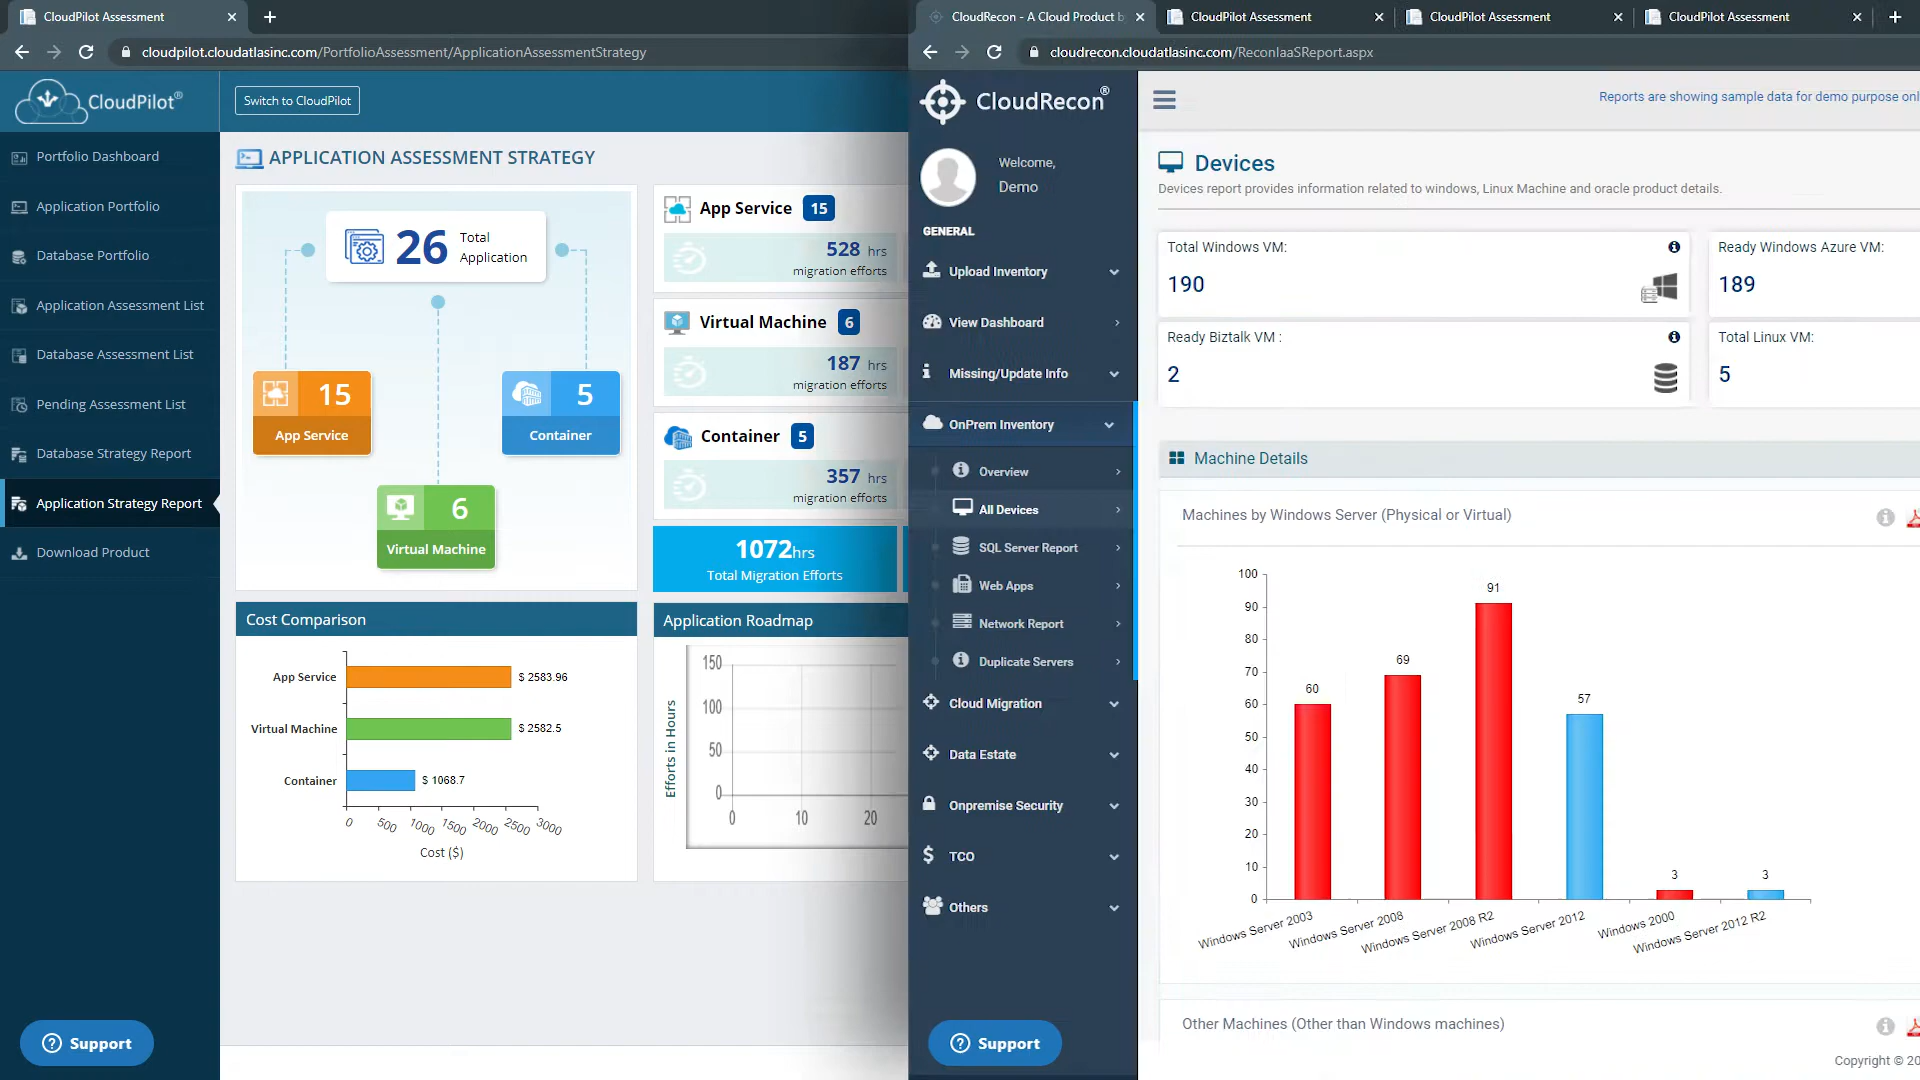 CloudPilot Assessment
cloudpilot.cloudatlasinc.com/PortfolioAssessment/ApplicationAssessmentStrategy
CloudPilot®
Switch to CloudPilot
Portfolio Dashboard
Application Portfolio
Database Portfolio
Application Assessment List
Database Assessment List
Pending Assessment List
Database Strategy Report
Application Strategy Report
Download Product
Support
APPLICATION ASSESSMENT STRATEGY
26 Total Application
15
App Service
5
Container
6
Virtual Machine
App Service 15
528 hrs
migration efforts
Virtual Machine 6
187 hrs
migration efforts
Container 5
357 hrs
migration efforts
1072hrs
Total Migration Efforts
Cost Comparison
App Service $ 2583.96
Virtual Machine $ 2582.5
Container $ 1068.7
0 500 1000 1500 2000 2500 3000
Cost ($)
Application Roadmap
Efforts in Hours
150
100
50
0
0 10 20
CloudRecon - A Cloud Product b
CloudPilot Assessment
CloudPilot Assessment
CloudPilot Assessment
cloudrecon.cloudatlasinc.com/ReconIaaSReport.aspx
CloudRecon®
Welcome,
Demo
GENERAL
Upload Inventory
View Dashboard
Missing/Update Info
OnPrem Inventory
Overview
All Devices
SQL Server Report
Web Apps
Network Report
Duplicate Servers
Cloud Migration
Data Estate
Onpremise Security
TCO
Others
Support
Reports are showing sample data for demo purpose onl
Devices
Devices report provides information related to windows, Linux Machine and oracle product details.
Total Windows VM:
190
Ready Windows Azure VM:
189
Ready Biztalk VM :
2
Total Linux VM:
5
Machine Details
Machines by Windows Server (Physical or Virtual)
100
90
80
70
60
50
40
30
20
10
0
60
69
91
57
3
3
Windows Server 2003
Windows Server 2008
Windows Server 2008 R2
Windows Server 2012
Windows 2000
Windows Server 2012 R2
Other Machines (Other than Windows machines)
Copyright © 20